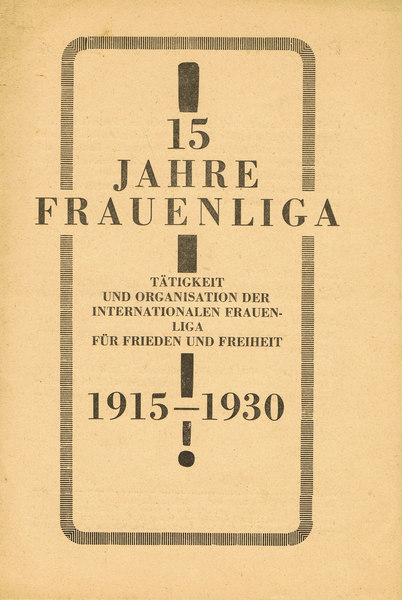 15
JAHRE
FRAUENLIGA
TÄTIGKEIT
UND ORGANISATION DER
INTERNATIONALEN FRAUEN-
LIGA
FÜR FRIEDEN UND FREIHEIT
1915—1930